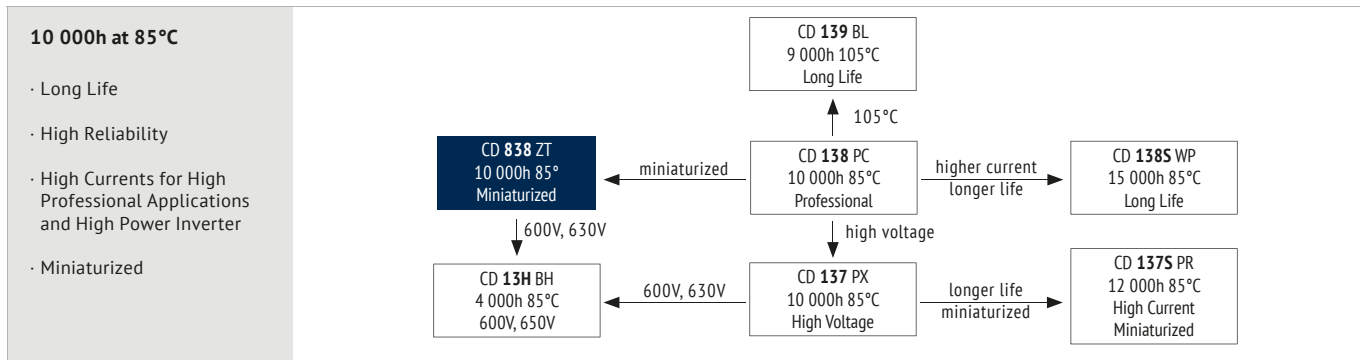 10 000h at 85°C
· Long Life
· High Reliability
· High Currents for High
Professional Applications
and High Power Inverter
· Miniaturized
CD 139 BL
9 000h 105°C
Long Life
105°C
CD 838 ZT
10 000h 85°
Miniaturized
miniaturized
CD 138 PC
10 000h 85°C
Professional
higher current
longer life
CD 138S WP
15 000h 85°C
Long Life
600V, 630V
high voltage
CD 13H BH
4 000h 85°C
600V, 650V
600V, 630V
CD 137 PX
10 000h 85°C
High Voltage
longer life
miniaturized
CD 137S PR
12 000h 85°C
High Current
Miniaturized